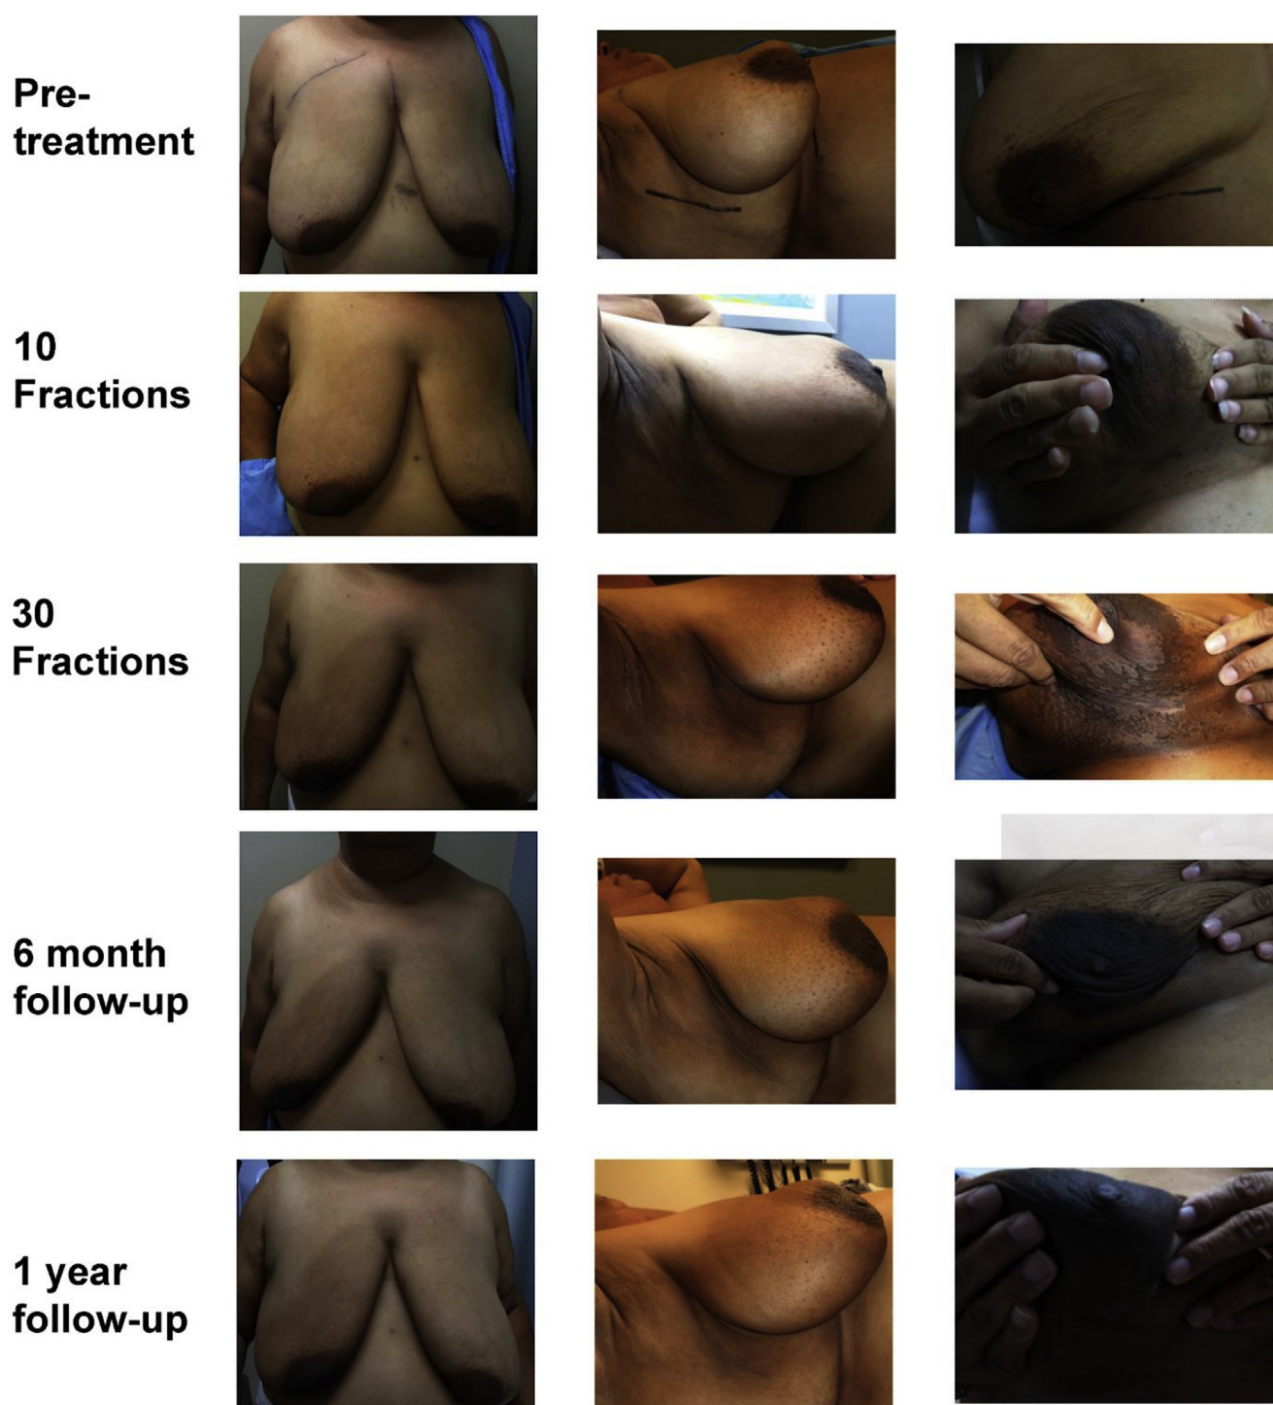 Pre-
treatment
10
Fractions
30
Fractions
6 month
follow-up
1 year
follow-up